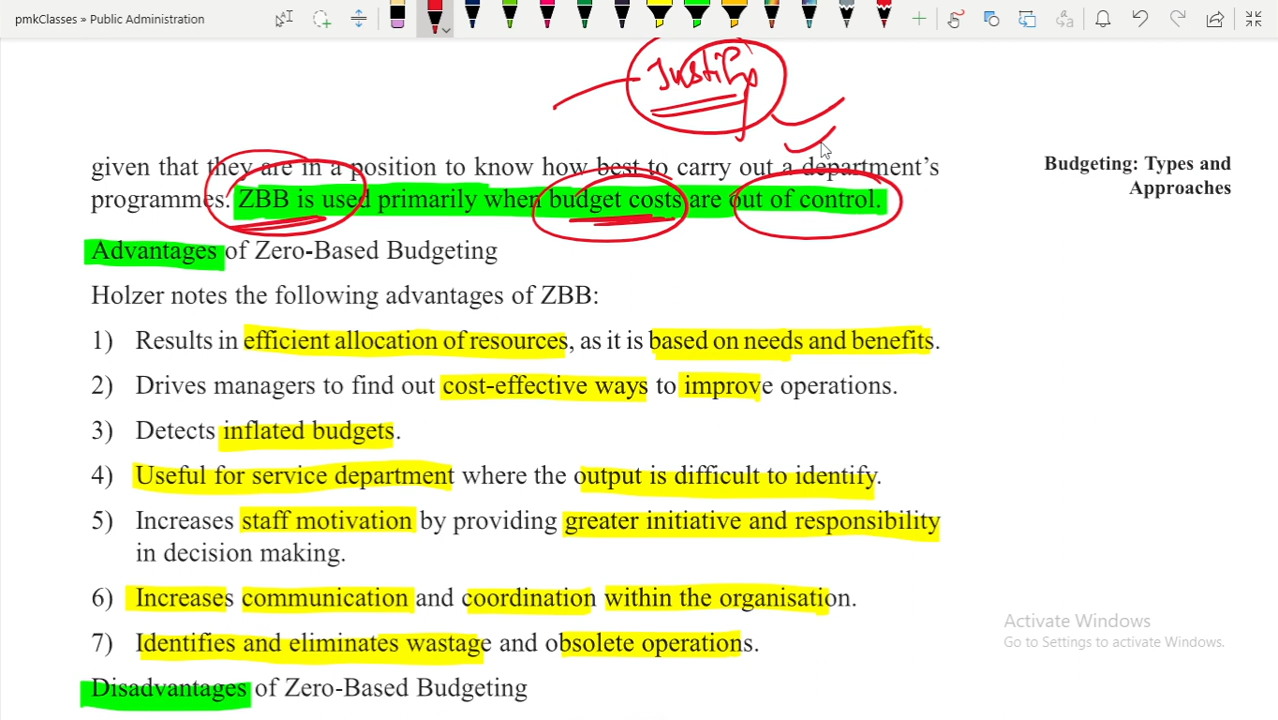 pmkClasses » Public Administration
Justify
given that they are in a position to know how best to carry out a department's
programmes. ZBB is used primarily when budget costs are out of control.
Budgeting: Types and
Approaches
Advantages of Zero-Based Budgeting
Holzer notes the following advantages of ZBB:
1) Results in efficient allocation of resources, as it is based on needs and benefits.
2) Drives managers to find out cost-effective ways to improve operations.
3) Detects inflated budgets.
4) Useful for service department where the output is difficult to identify.
5) Increases staff motivation by providing greater initiative and responsibility
in decision making.
6) Increases communication and coordination within the organisation.
7) Identifies and eliminates wastage and obsolete operations.
Disadvantages of Zero-Based Budgeting
Activate Windows
Go to Settings to activate Windows.